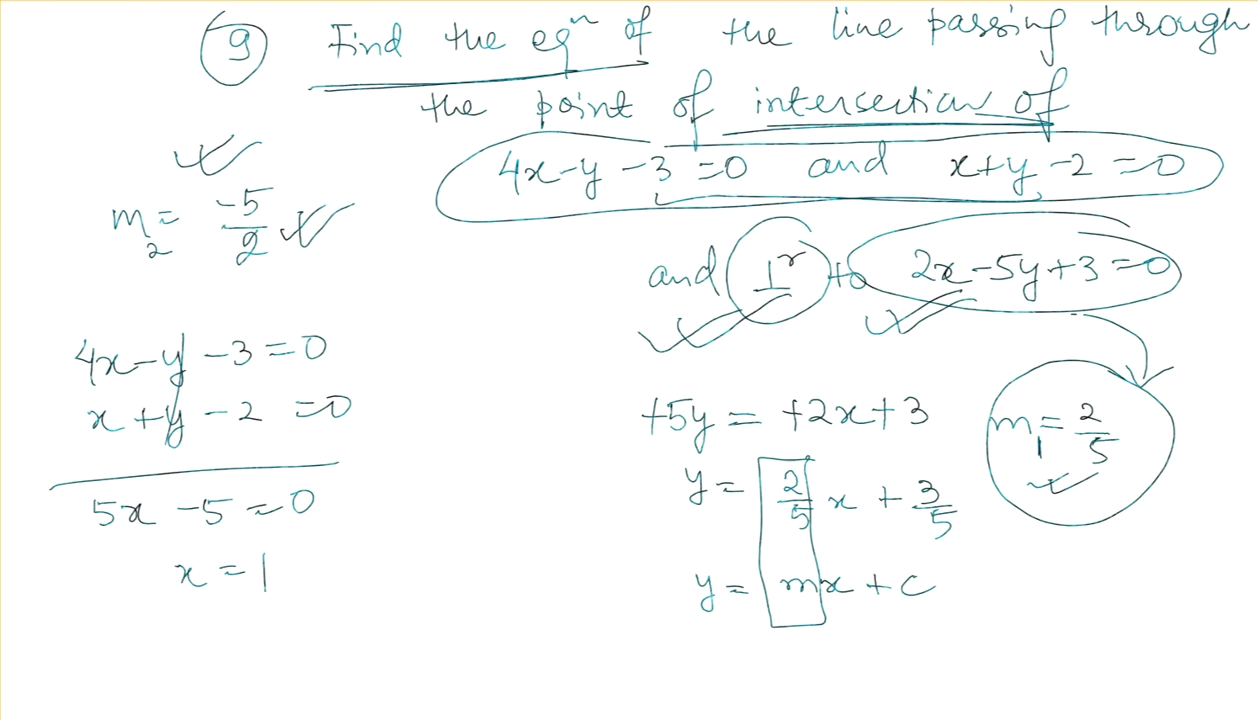 9 Find the eqⁿ of the line passing through
the point of intersection of
4x-y-3=0 and x+y-2=0
and ⊥ʳ to 2x-5y+3=0
m₂ = -5/2
4x-y-3=0
x+y-2=0
5x-5=0
x=1
+5y = +2x+3
y = 2/5 x + 3/5
y = mx+c
m₁ = 2/5